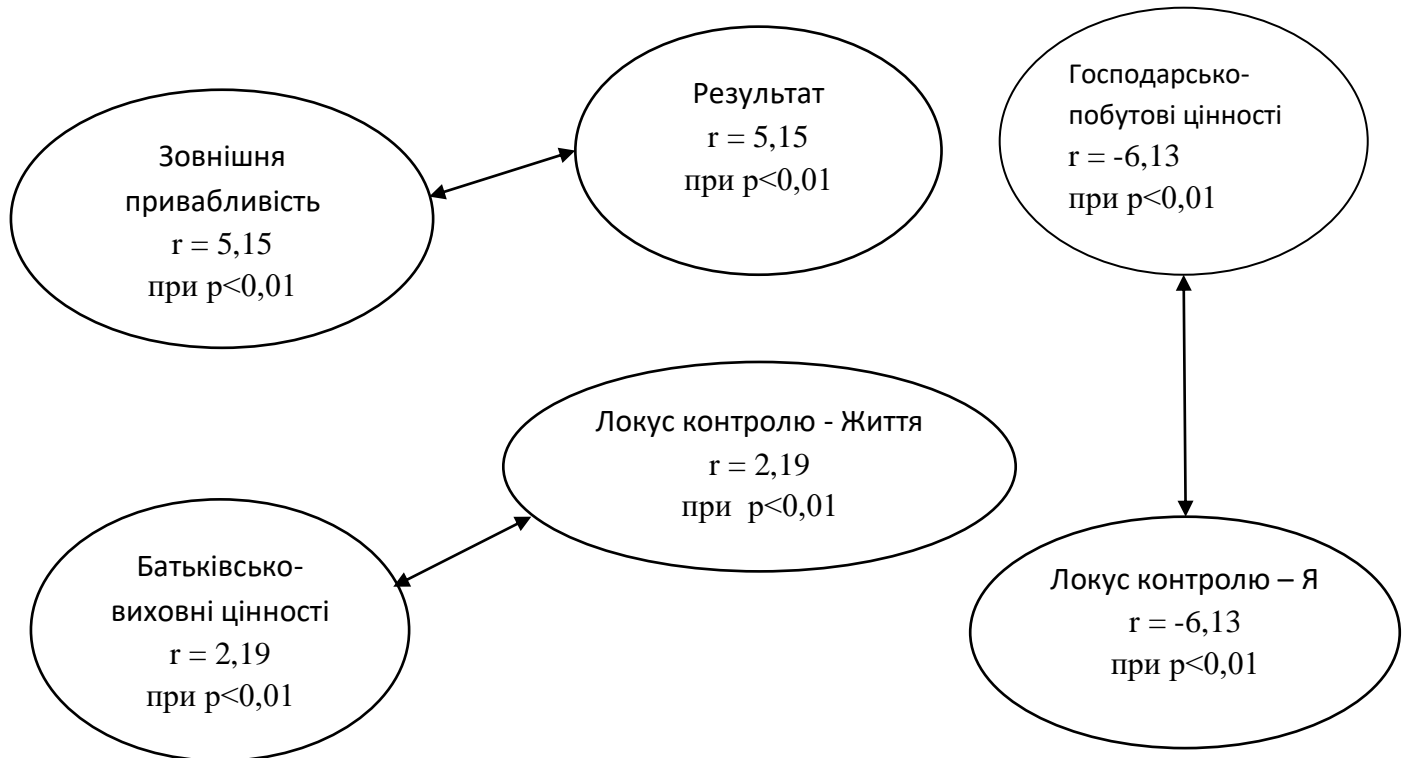 Зовнішня
привабливість
r = 5,15
при p<0,01
Результат
r = 5,15
при p<0,01
Господарсько-
побутові цінності
r = -6,13
при p<0,01
Локус контролю - Життя
r = 2,19
при p<0,01
Батьківсько-
виховні цінності
r = 2,19
при p<0,01
Локус контролю – Я
r = -6,13
при p<0,01